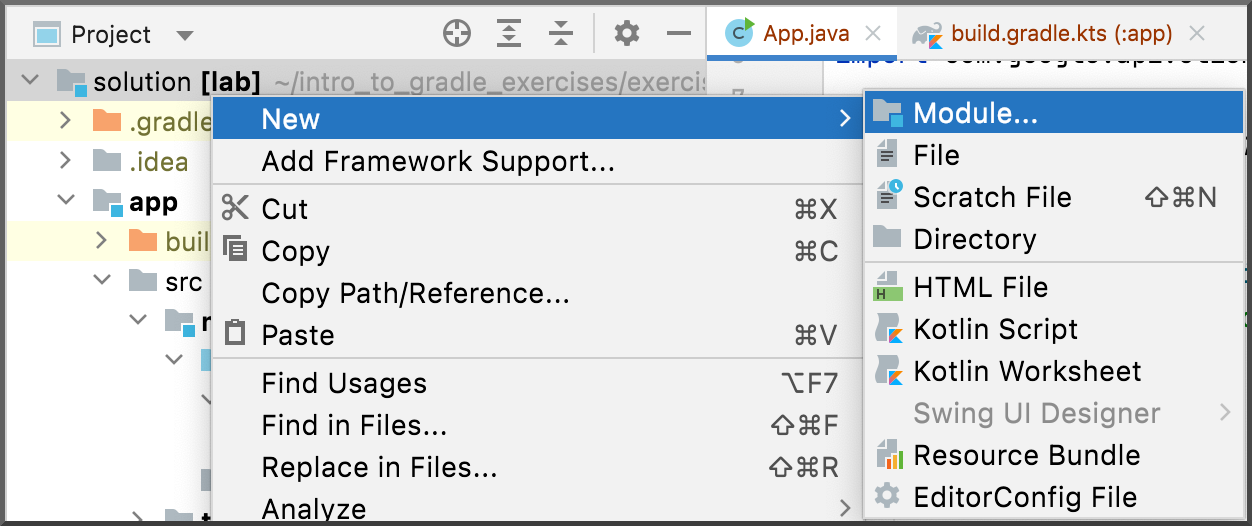 Project
App.java
build.gradle.kts (:app)
solution [lab] ~/intro_to_gradle_exercises/exercis
.gradle
.idea
app
buil
src
New
Add Framework Support...
Cut ⌘X
Copy ⌘C
Copy Path/Reference...
Paste ⌘V
Find Usages ⌥F7
Find in Files... ⇧⌘F
Replace in Files... ⇧⌘R
Analyze
Module...
File
Scratch File ⇧⌘N
Directory
HTML File
Kotlin Script
Kotlin Worksheet
Swing UI Designer
Resource Bundle
EditorConfig File